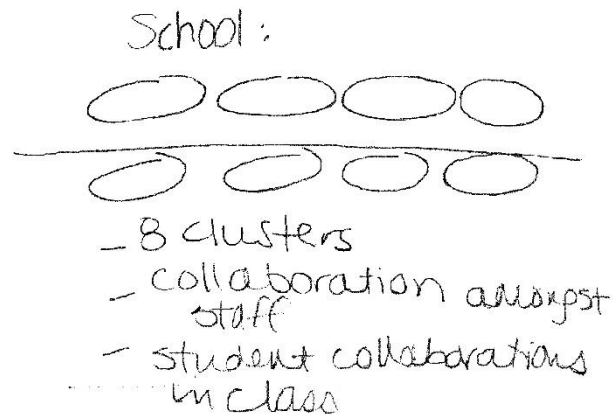 School:
- 8 clusters
- collaboration amongst
staff
- student collaborations
in class